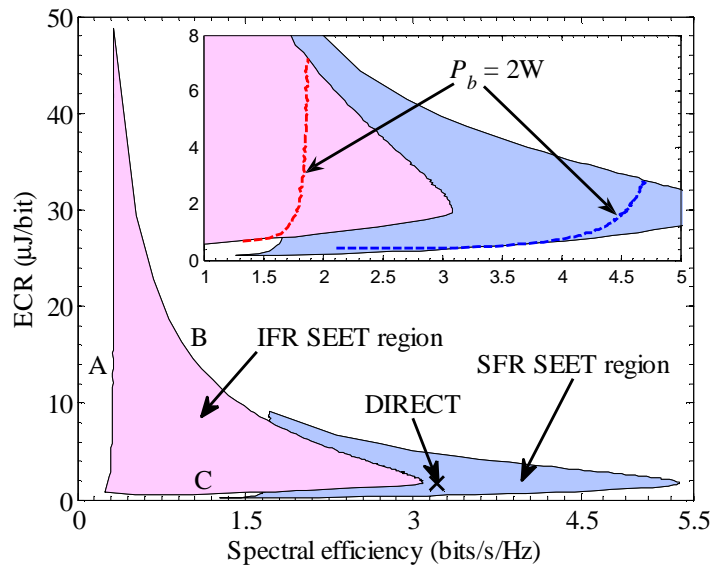 50
40
30
20
10
0
ECR (μJ/bit)
8
6
4
2
0
1
1.5
2
2.5
3
3.5
4
4.5
5
P_b = 2W
A
B
C
IFR SEET region
SFR SEET region
DIRECT
0
1.5
3
4.5
5.5
Spectral efficiency (bits/s/Hz)